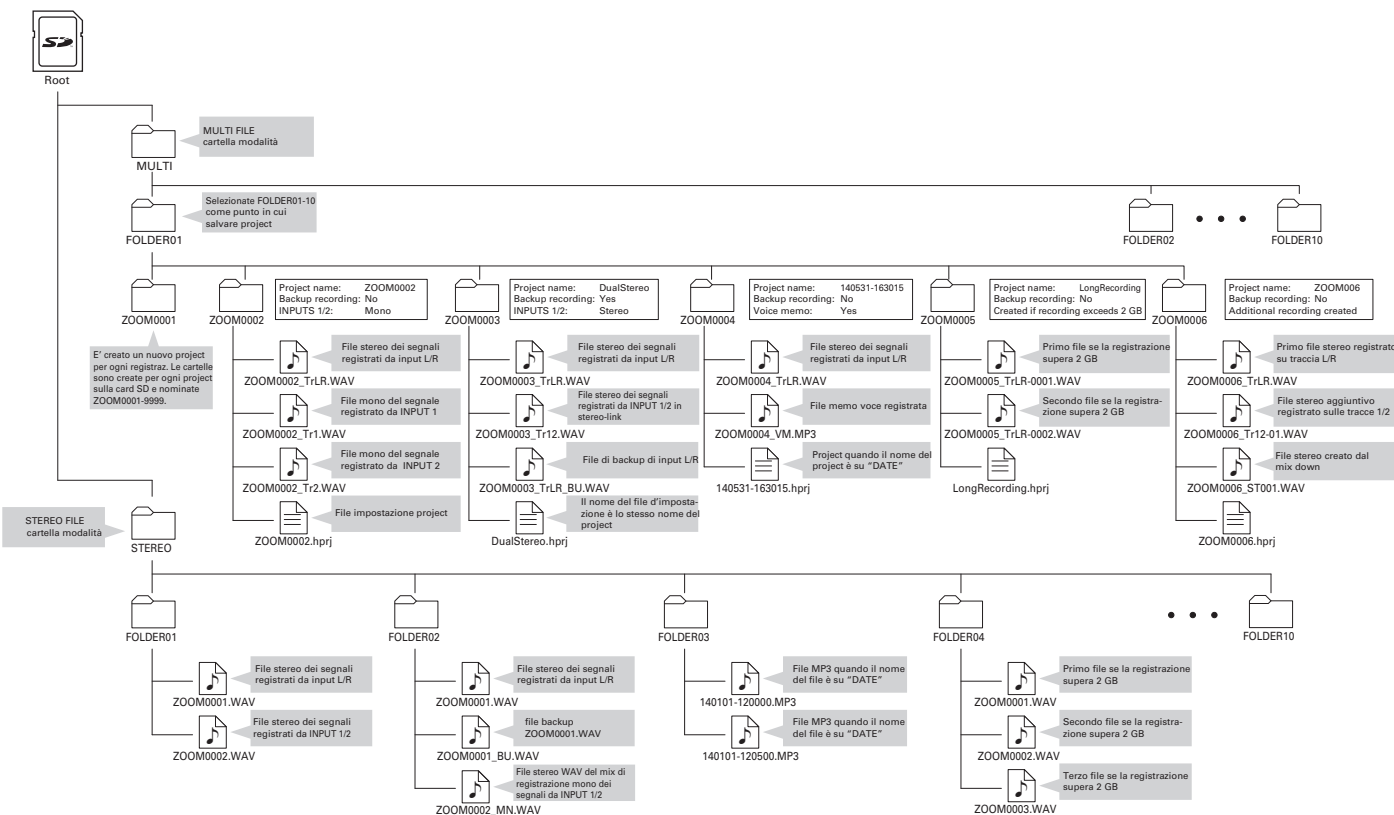 SD
Root
MULTI FILE
cartella modalità
MULTI
Selezionate FOLDER01-10
come punto in cui
salvare project
FOLDER01
FOLDER02
• • •
FOLDER10
ZOOM0001
E' creato un nuovo project
per ogni registraz. Le cartelle
sono create per ogni project
sulla card SD e nominate
ZOOM0001-9999.
ZOOM0002
Project name: ZOOM0002
Backup recording: No
INPUTS 1/2: Mono
File stereo dei segnali
registrati da input L/R
ZOOM0002_TrLR.WAV
File mono del segnale
registrato da INPUT 1
ZOOM0002_Tr1.WAV
File mono del segnale
registrato da INPUT 2
ZOOM0002_Tr2.WAV
File impostazione project
ZOOM0002.hprj
ZOOM0003
Project name: DualStereo
Backup recording: Yes
INPUTS 1/2: Stereo
File stereo dei segnali
registrati da input L/R
ZOOM0003_TrLR.WAV
File stereo dei segnali
registrati da INPUT 1/2 in
stereo-link
ZOOM0003_Tr12.WAV
File di backup di input L/R
ZOOM0003_TrLR_BU.WAV
Il nome del file d'imposta-
zione è lo stesso nome del
project
DualStereo.hprj
ZOOM0004
Project name: 140531-163015
Backup recording: No
Voice memo: Yes
File stereo dei segnali
registrati da input L/R
ZOOM0004_TrLR.WAV
File memo voce registrata
ZOOM0004_VM.MP3
Project quando il nome del
project è su “DATE”
140531-163015.hprj
ZOOM0005
Project name: LongRecording
Backup recording: No
Created if recording exceeds 2 GB
Primo file se la registrazione
supera 2 GB
ZOOM0005_TrLR-0001.WAV
Secondo file se la registra-
zione supera 2 GB
ZOOM0005_TrLR-0002.WAV
LongRecording.hprj
ZOOM0006
Project name: ZOOM006
Backup recording: No
Additional recording created
Primo file stereo registrato
su traccia L/R
ZOOM0006_TrLR.WAV
File stereo aggiuntivo
registrato sulle tracce 1/2
ZOOM0006_Tr12-01.WAV
File stereo creato dal
mix down
ZOOM0006_ST001.WAV
ZOOM0006.hprj
STEREO FILE
cartella modalità
STEREO
FOLDER01
File stereo dei segnali
registrati da input L/R
ZOOM0001.WAV
File stereo dei segnali
registrati da INPUT 1/2
ZOOM0002.WAV
FOLDER02
File stereo dei segnali
registrati da input L/R
ZOOM0001.WAV
file backup
ZOOM0001.WAV
ZOOM0001_BU.WAV
File stereo WAV del mix di
registrazione mono dei
segnali da INPUT 1/2
ZOOM0002_MN.WAV
FOLDER03
File MP3 quando il nome
del file è su “DATE”
140101-120000.MP3
File MP3 quando il nome
del file è su “DATE”
140101-120500.MP3
FOLDER04
Primo file se la registrazione
supera 2 GB
ZOOM0001.WAV
Secondo file se la registra-
zione supera 2 GB
ZOOM0002.WAV
Terzo file se la registrazione
supera 2 GB
ZOOM0003.WAV
• • •
FOLDER10